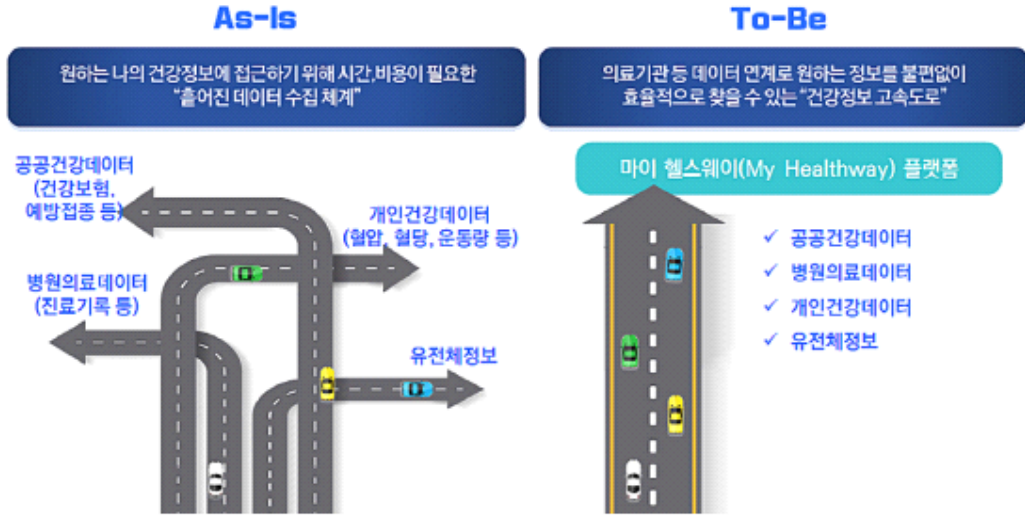 As-Is
원하는 나의 건강정보에 접근하기 위해 시간,비용이 필요한
“흩어진 데이터 수집 체계”
공공건강데이터
(건강보험,
예방접종 등)
개인건강데이터
(혈압, 혈당, 운동량 등)
병원의료데이터
(진료기록 등)
유전체정보
To-Be
의료기관 등 데이터 연계로 원하는 정보를 불편없이
효율적으로 찾을 수 있는 “건강정보 고속도로”
마이 헬스웨이(My Healthway) 플랫폼
✓ 공공건강데이터
✓ 병원의료데이터
✓ 개인건강데이터
✓ 유전체정보